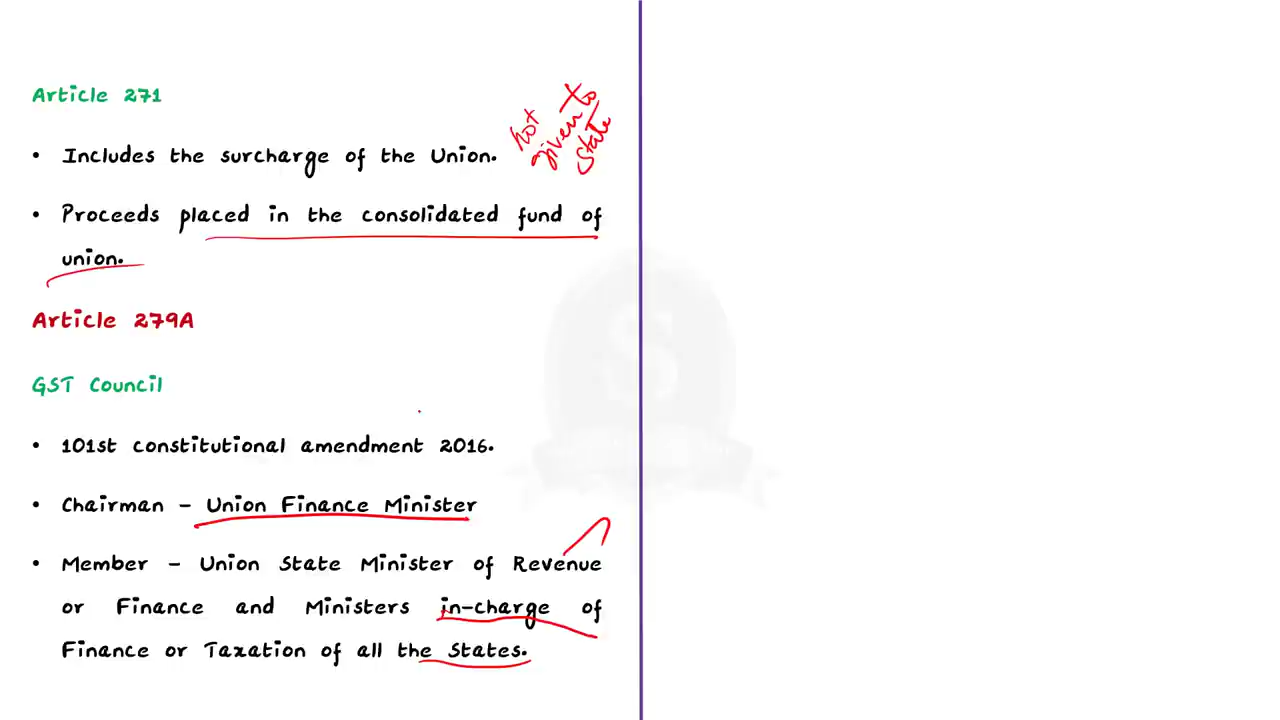 Article 271
• Includes the surcharge of the Union.
not given to State
• Proceeds placed in the consolidated fund of
union.
Article 279A
GST Council
• 101st constitutional amendment 2016.
• Chairman – Union Finance Minister
• Member – Union State Minister of Revenue
or Finance and Ministers in-charge of
Finance or Taxation of all the States.